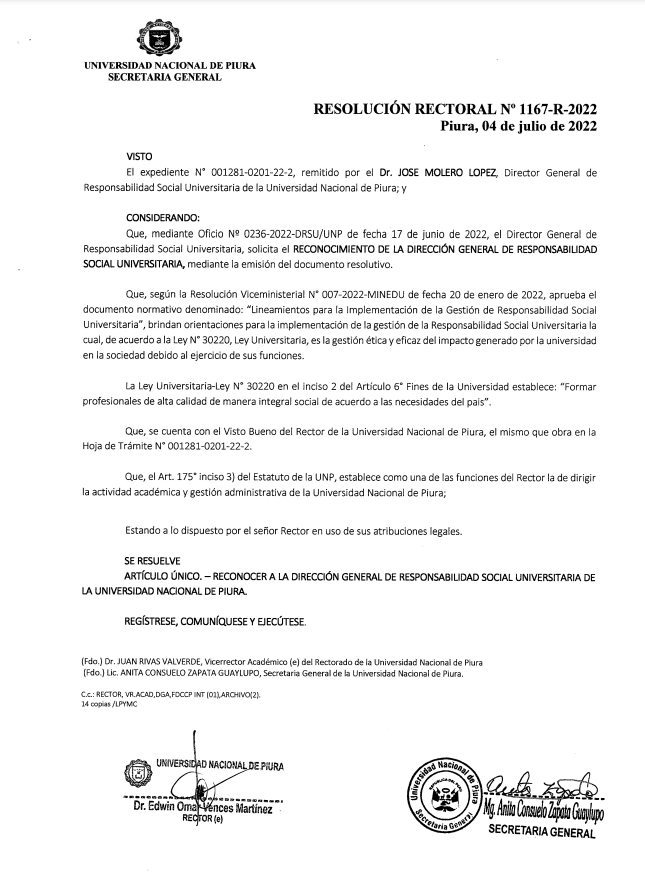 UNIVERSIDAD NACIONAL DE PIURA
SECRETARIA GENERAL
RESOLUCIÓN RECTORAL Nº 1167-R-2022
Piura, 04 de julio de 2022
VISTO
El expediente N° 001281-0201-22-2, remitido por el Dr. JOSE MOLERO LOPEZ, Director General de
Responsabilidad Social Universitaria de la Universidad Nacional de Piura; y
CONSIDERANDO:
Que, mediante Oficio Nº 0236-2022-DRSU/UNP de fecha 17 de junio de 2022, el Director General de
Responsabilidad Social Universitaria, solicita el RECONOCIMIENTO DE LA DIRECCIÓN GENERAL DE RESPONSABILIDAD
SOCIAL UNIVERSITARIA, mediante la emisión del documento resolutivo.
Que, según la Resolución Viceministerial N° 007-2022-MINEDU de fecha 20 de enero de 2022, aprueba el
documento normativo denominado: “Lineamientos para la Implementación de la Gestión de Responsabilidad Social
Universitaria”, brindan orientaciones para la implementación de la gestión de la Responsabilidad Social Universitaria la
cual, de acuerdo a la Ley N° 30220, Ley Universitaria, es la gestión ética y eficaz del impacto generado por la universidad
en la sociedad debido al ejercicio de sus funciones.
La Ley Universitaria-Ley N° 30220 en el inciso 2 del Artículo 6° Fines de la Universidad establece: “Formar
profesionales de alta calidad de manera integral social de acuerdo a las necesidades del pais”.
Que, se cuenta con el Visto Bueno del Rector de la Universidad Nacional de Piura, el mismo que obra en la
Hoja de Trámite N° 001281-0201-22-2.
Que, el Art. 175° inciso 3) del Estatuto de la UNP, establece como una de las funciones del Rector la de dirigir
la actividad académica y gestión administrativa de la Universidad Nacional de Piura;
Estando a lo dispuesto por el señor Rector en uso de sus atribuciones legales.
SE RESUELVE
ARTÍCULO ÚNICO. – RECONOCER A LA DIRECCIÓN GENERAL DE RESPONSABILIDAD SOCIAL UNIVERSITARIA DE
LA UNIVERSIDAD NACIONAL DE PIURA.
REGÍSTRESE, COMUNÍQUESE Y EJECÚTESE.
(Fdo.) Dr. JUAN RIVAS VALVERDE, Vicerrector Académico (e) del Rectorado de la Universidad Nacional de Piura
(Fdo.) Lic. ANITA CONSUELO ZAPATA GUAYLUPO, Secretaria General de la Universidad Nacional de Piura.
C.c.: RECTOR, VR.ACAD,DGA,FDCCP INT (01),ARCHIVO(2).
14 copias /LPYMC
UNIVERSIDAD NACIONAL DE PIURA
Dr. Edwin Omar Vences Martínez
RECTOR (e)
Universidad Nacional de Piura
Secretaria General
Mg. Anita Consuelo Zapata Guaylupo
SECRETARIA GENERAL